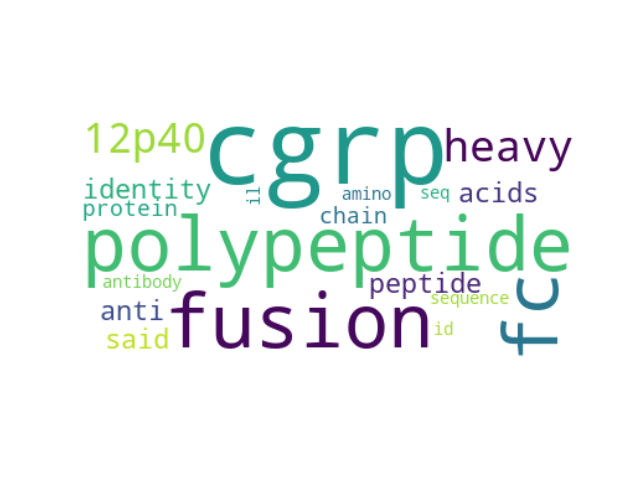 12p40
cgrp
heavy
identity
il
amino
seq
acids
protein
chain
polypeptide
antibody
peptide
fc
anti
fusion
sequence
said
id